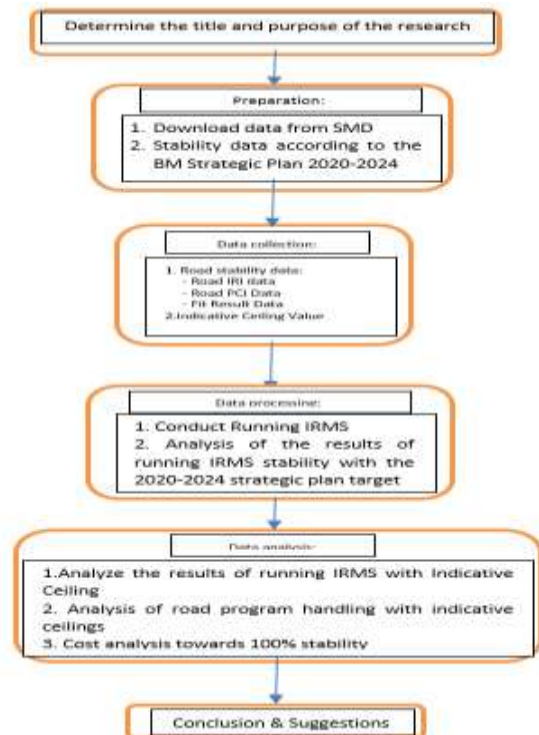 Determine the title and purpose of the research
Preparation:
1. Download data from SMD
2. Stability data according to the
BM Strategic Plan 2020-2024
Data collection:
1. Road stability data:
- Road IRI data
- Road PCI Data
- Fit Result Data
2.Indicative Ceiling Value
Data processing:
1. Conduct Running IRMS
2. Analysis of the results of
running IRMS stability with the
2020-2024 strategic plan target
Data analysis:
1.Analyze the results of running IRMS with Indicative
Ceiling
2. Analysis of road program handling with indicative
ceilings
3. Cost analysis towards 100% stability
Conclusion & Suggestions